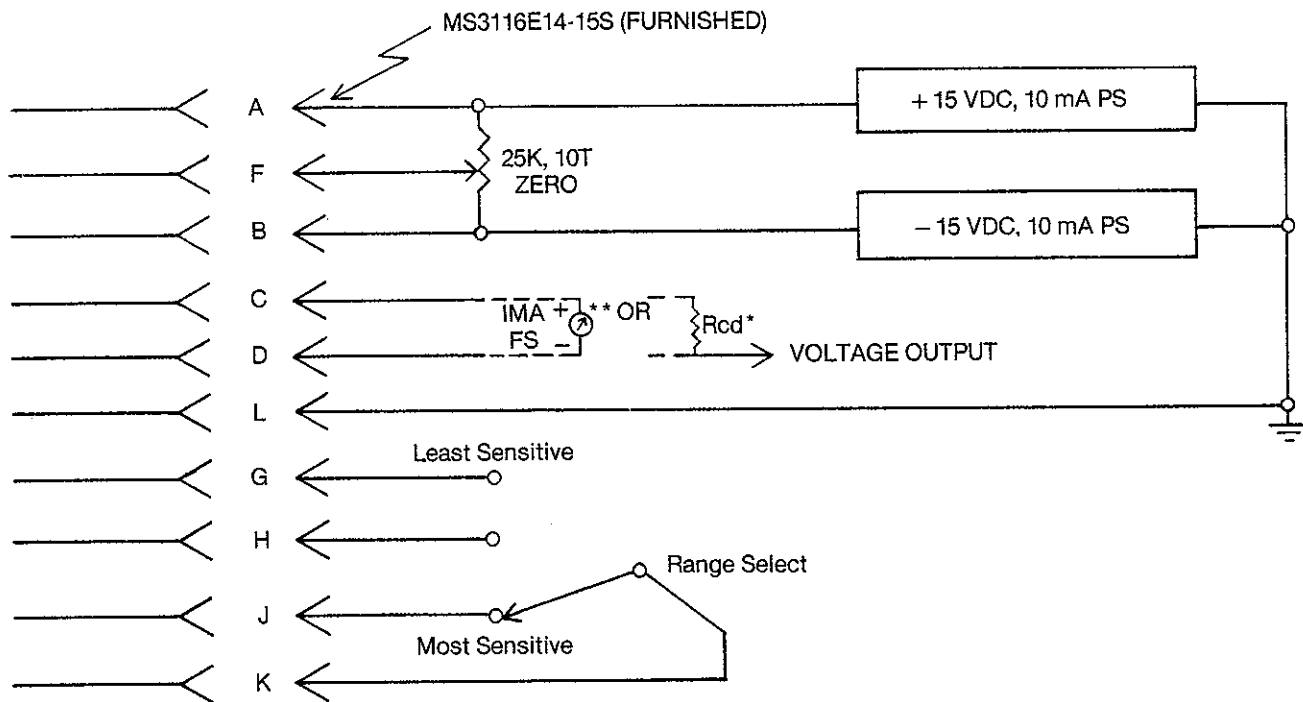 MS3116E14-15S (FURNISHED)
A
+ 15 VDC, 10 mA PS
F
25K, 10T
ZERO
B
− 15 VDC, 10 mA PS
C
IMA + ** OR
FS −
Rcd*
D
VOLTAGE OUTPUT
L
Least Sensitive
G
H
Range Select
J
Most Sensitive
K